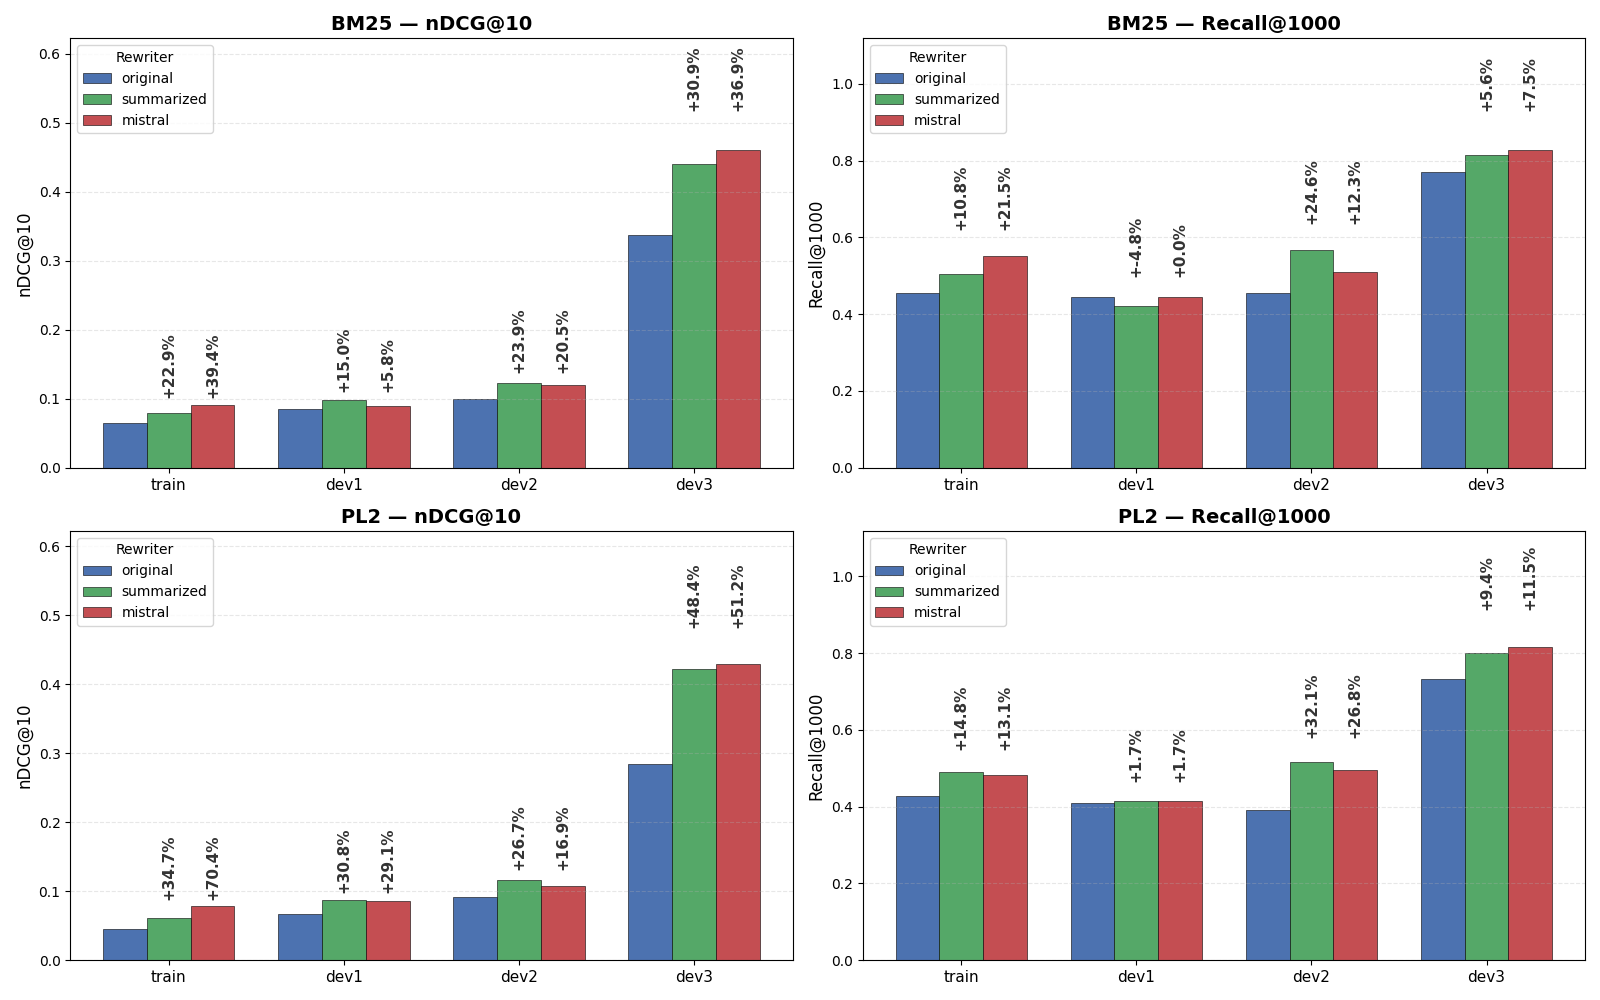 BM25 — nDCG@10
nDCG@10
0.6
0.5
0.4
0.3
0.2
0.1
0.0
Rewriter
original
summarized
mistral
+22.9%
+39.4%
+15.0%
+5.8%
+23.9%
+20.5%
+30.9%
+36.9%
train
dev1
dev2
dev3
BM25 — Recall@1000
Recall@1000
1.0
0.8
0.6
0.4
0.2
0.0
Rewriter
original
summarized
mistral
+10.8%
+21.5%
+-4.8%
+0.0%
+24.6%
+12.3%
+5.6%
+7.5%
train
dev1
dev2
dev3
PL2 — nDCG@10
nDCG@10
0.6
0.5
0.4
0.3
0.2
0.1
0.0
Rewriter
original
summarized
mistral
+34.7%
+70.4%
+30.8%
+29.1%
+26.7%
+16.9%
+48.4%
+51.2%
train
dev1
dev2
dev3
PL2 — Recall@1000
Recall@1000
1.0
0.8
0.6
0.4
0.2
0.0
Rewriter
original
summarized
mistral
+14.8%
+13.1%
+1.7%
+1.7%
+32.1%
+26.8%
+9.4%
+11.5%
train
dev1
dev2
dev3